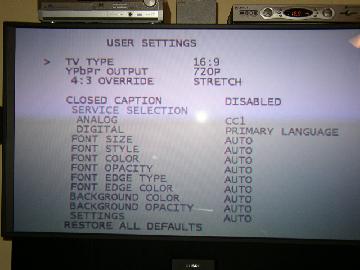 USER SETTINGS
> TV TYPE 16:9
YPbPr OUTPUT 720P
4:3 OVERRIDE STRETCH
CLOSED CAPTION DISABLED
SERVICE SELECTION
ANALOG CC1
DIGITAL PRIMARY LANGUAGE
FONT SIZE AUTO
FONT STYLE AUTO
FONT COLOR AUTO
FONT OPACITY AUTO
FONT EDGE TYPE AUTO
FONT EDGE COLOR AUTO
BACKGROUND COLOR AUTO
BACKGROUND OPACITY AUTO
SETTINGS AUTO
RESTORE ALL DEFAULTS